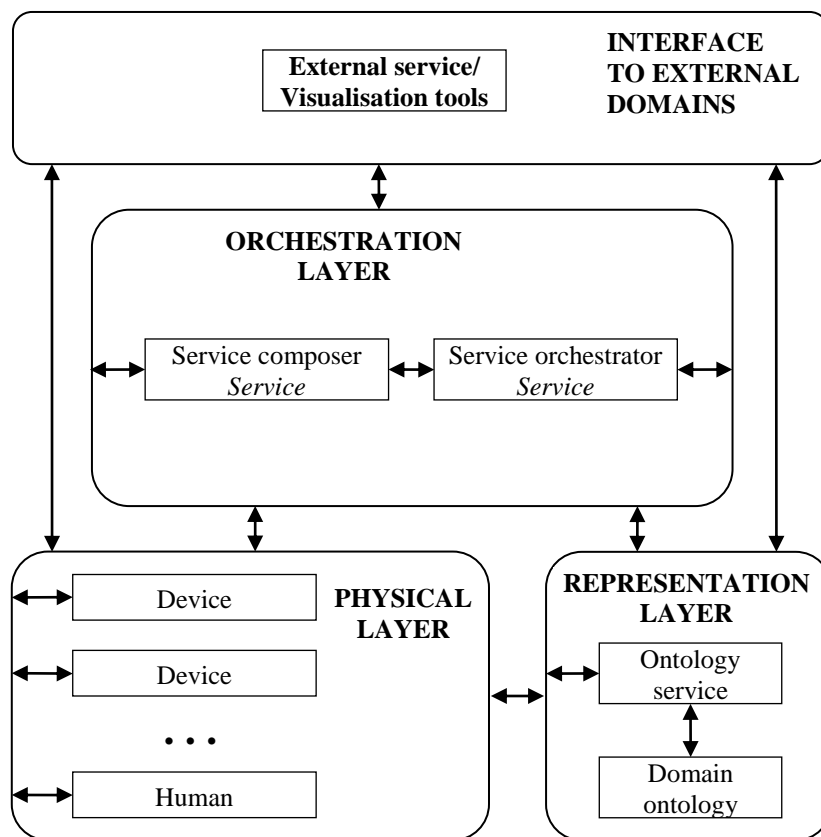 External service/
Visualisation tools
INTERFACE
TO EXTERNAL
DOMAINS
ORCHESTRATION
LAYER
Service composer
Service
Service orchestrator
Service
PHYSICAL
LAYER
Device
Device
...
Human
REPRESENTATION
LAYER
Ontology
service
Domain
ontology